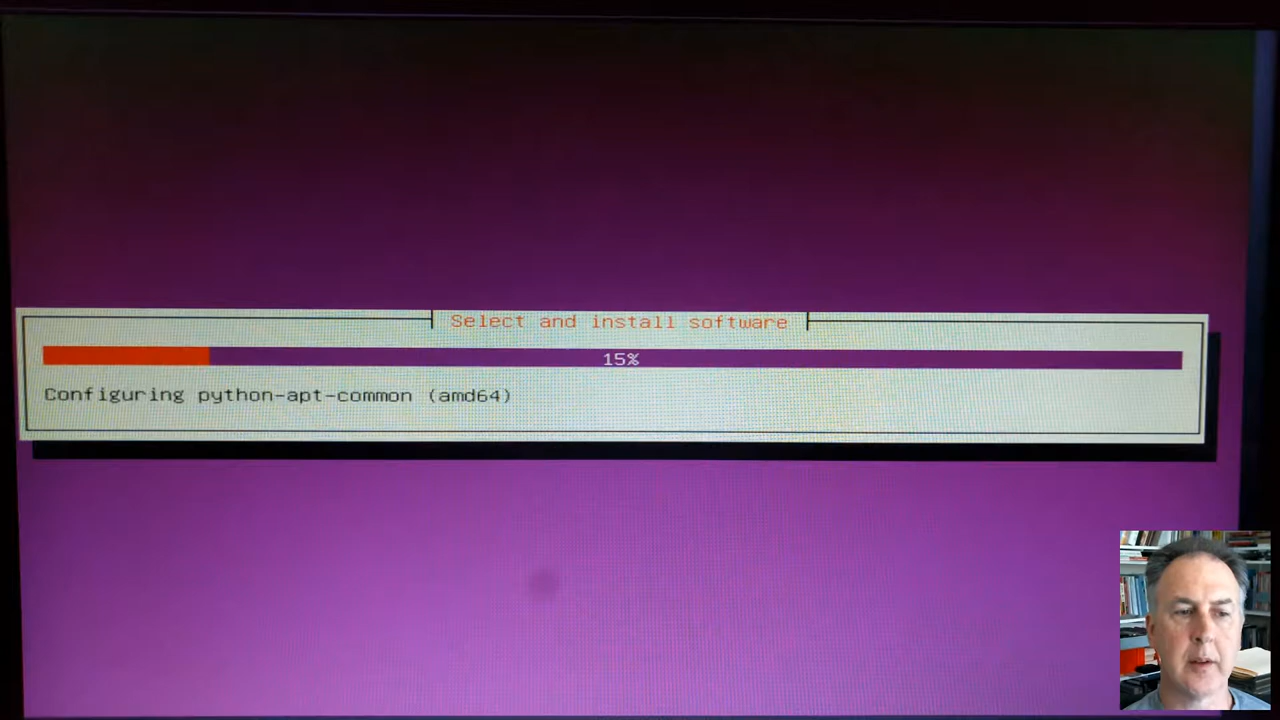 Select and install software
15%
Configuring python-apt-common (amd64)